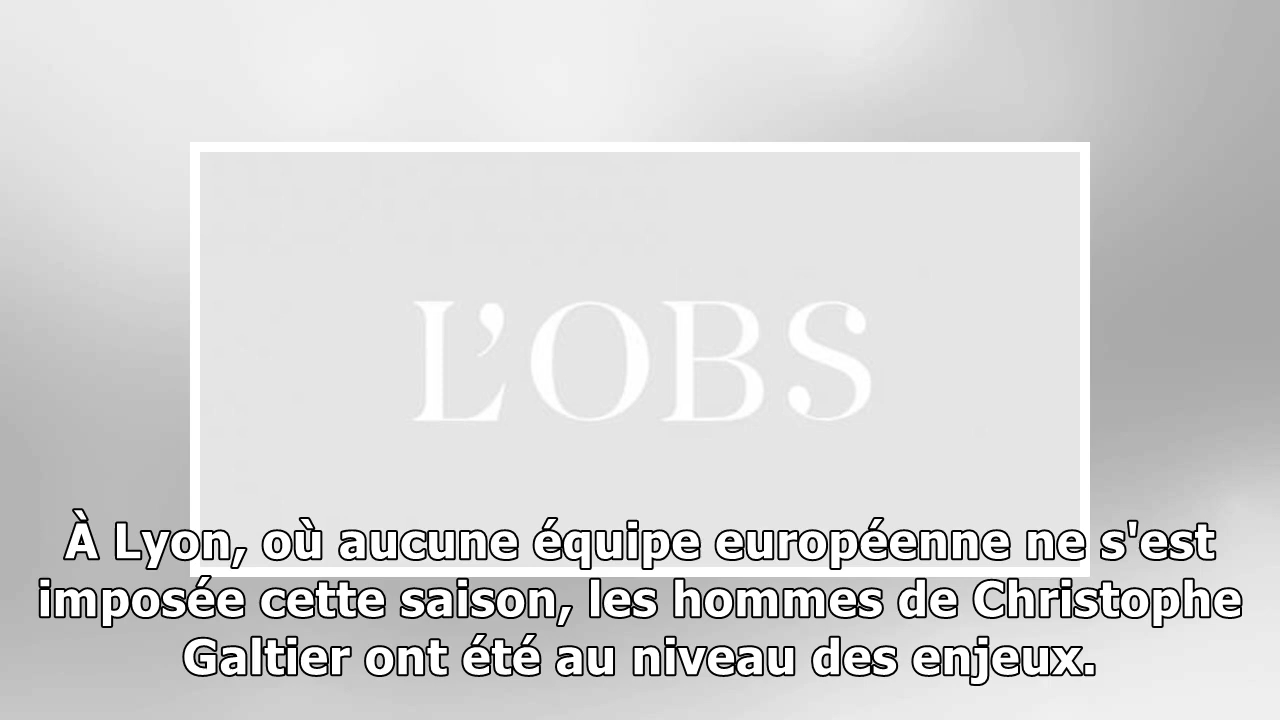 L'OBS
À Lyon, où aucune équipe européenne ne s'est
imposée cette saison, les hommes de Christophe
Galtier ont été au niveau des enjeux.